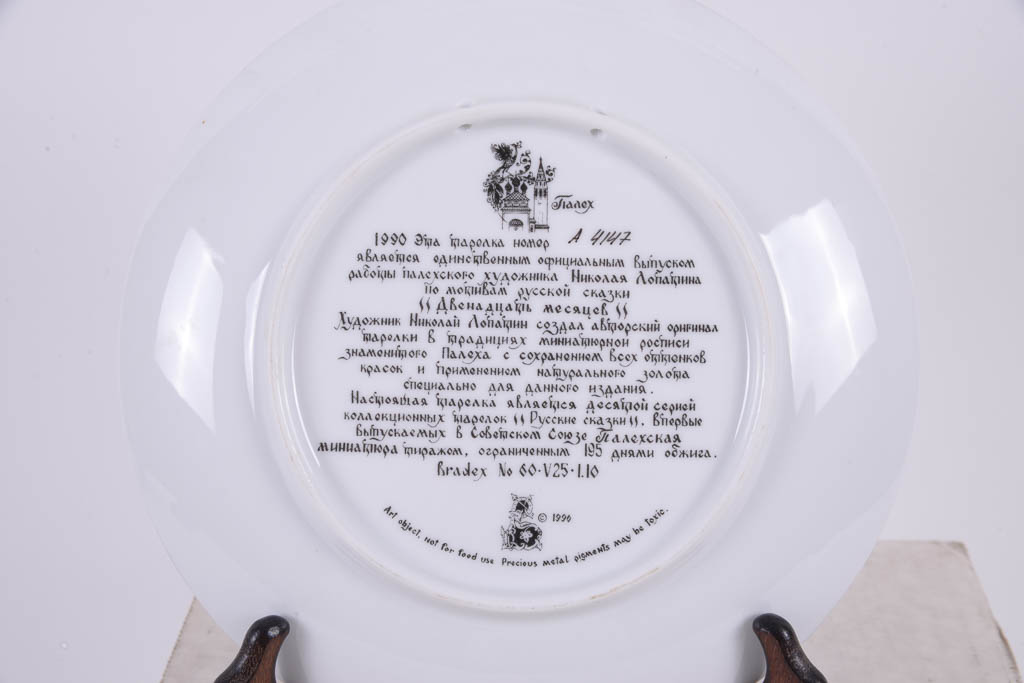 Палех
1990 Эта тарелка номер A 4147
является единственным официальным выпуском
работы палехского художника Николая Лопатина
по мотивам русской сказки
"Двенадцать месяцев"
Художник Николай Лопатин создал авторский оригинал
тарелки в традициях миниатюрной росписи
знаменитого Палеха с сохранением всех оттенков
красок и применением натурального золота
специально для данного издания.
Настоящая тарелка является десятой серией
коллекционных тарелок "Русские сказки". Впервые
выпускаемых в Советском Союзе Палехская
миниатюра тиражом, ограниченным 195 днями обжига.
Bradex No 60·V25·1.10
© 1990
Art object, not for food use Precious metal pigments may be toxic.